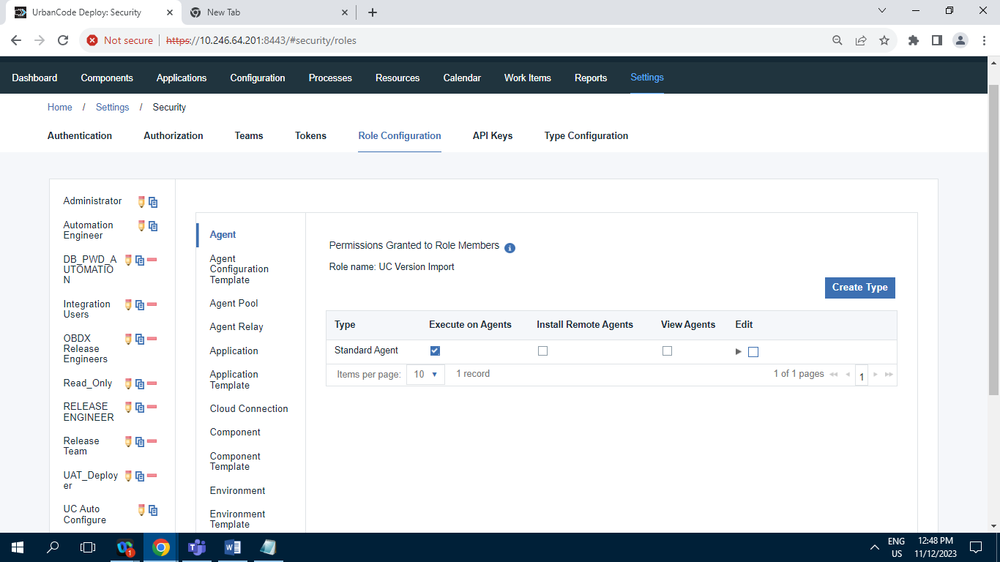 UrbanCode Deploy: Security
New Tab
Not secure
https://10.246.64.201:8443/#security/roles
Dashboard
Components
Applications
Configuration
Processes
Resources
Calendar
Work Items
Reports
Settings
Home / Settings / Security
Authentication
Authorization
Teams
Tokens
Role Configuration
API Keys
Type Configuration
Administrator
Automation
Engineer
DB_PWD_A
UTOMATIO
N
Integration
Users
OBDX
Release
Engineers
Read_Only
RELEASE
ENGINEER
Release
Team
UAT_Deploy
er
UC Auto
Configure
Agent
Agent
Configuration
Template
Agent Pool
Agent Relay
Application
Application
Template
Cloud Connection
Component
Component
Template
Environment
Environment
Template
Permissions Granted to Role Members
Role name: UC Version Import
Create Type
Type Execute on Agents Install Remote Agents View Agents Edit
Standard Agent
Items per page: 10 1 record 1 of 1 pages 1
1
ENG
US
12:48 PM
11/12/2023